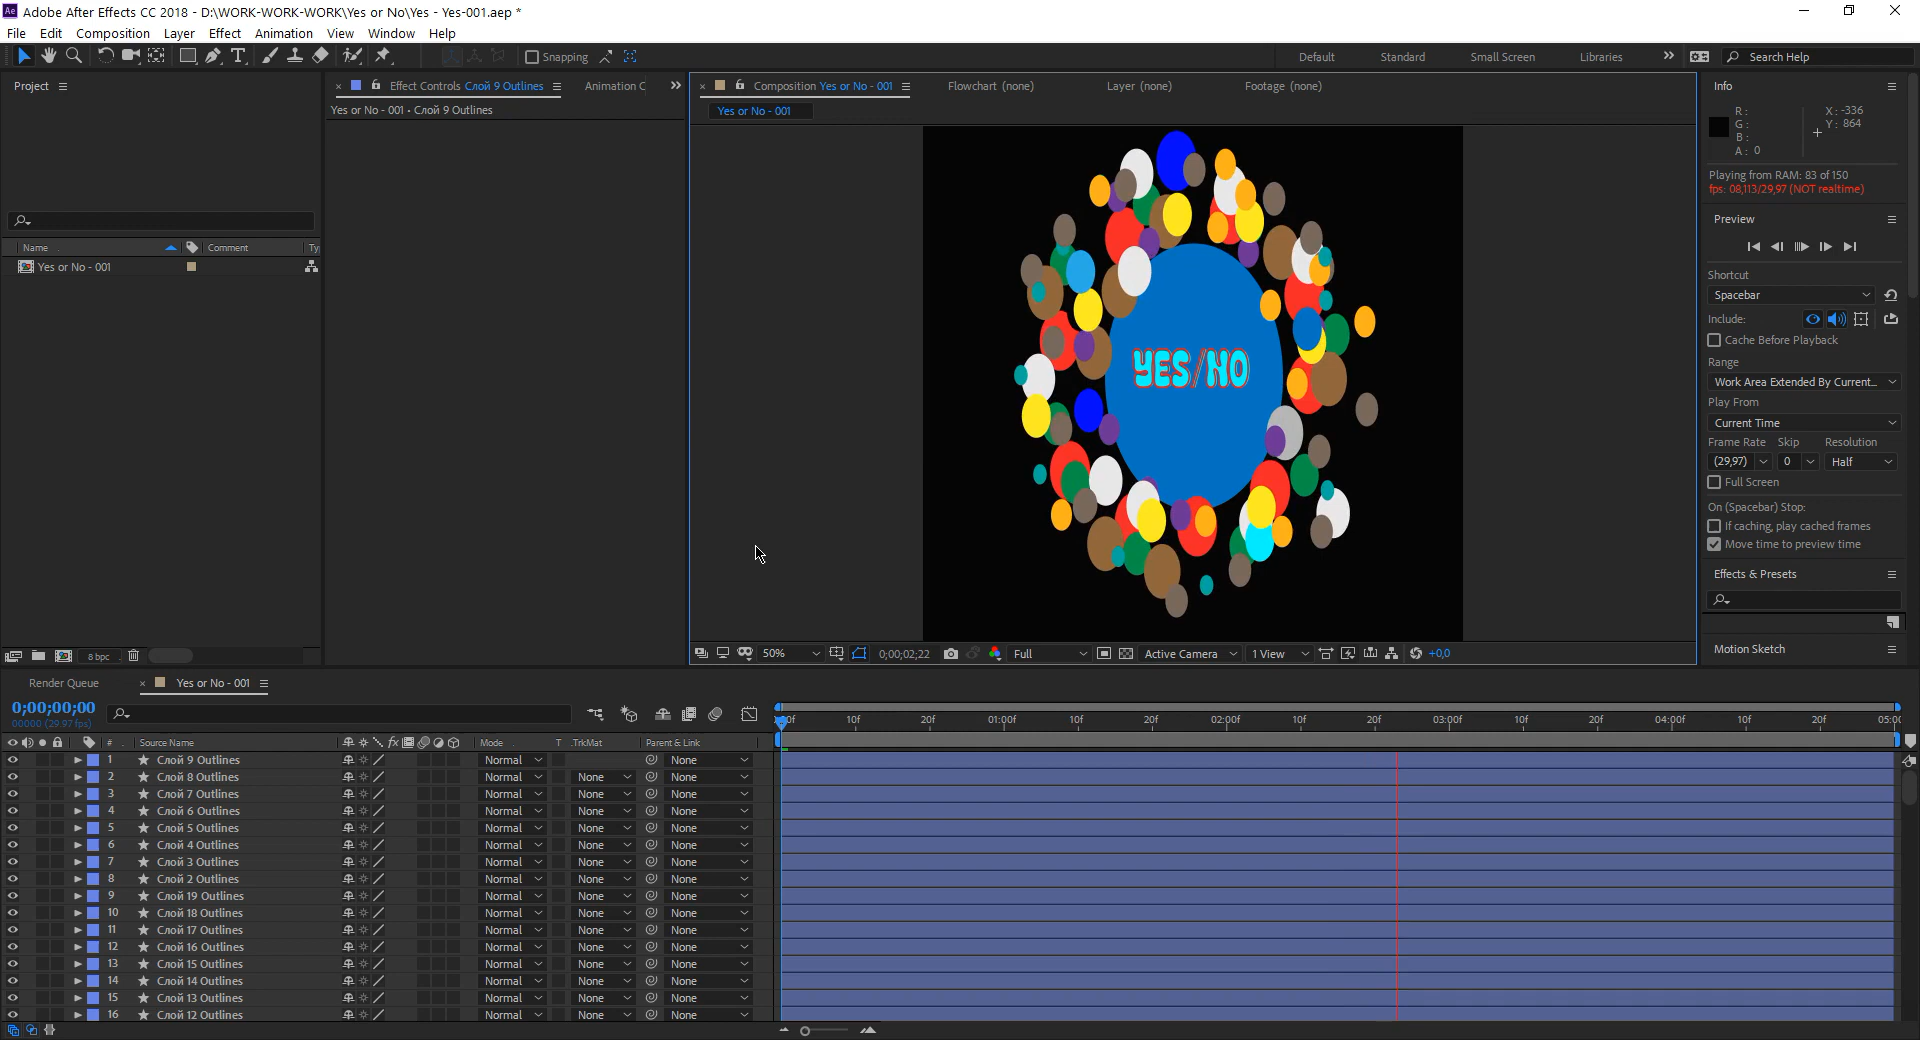 Adobe After Effects CC 2018 - D:\WORK-WORK-WORK\Yes or No\Yes - Yes-001.aep *
File Edit Composition Layer Effect Animation View Window Help
Snapping Default Standard Small Screen Libraries Search Help
Project
Effect Controls Слой 9 Outlines
Animation C
Yes or No - 001 • Слой 9 Outlines
Composition Yes or No - 001
Flowchart (none)
Layer (none)
Footage (none)
Yes or No - 001
Name Comment Ty
Yes or No - 001
8 bpc
YES/NO
50% 0;00;02;22 Full Active Camera 1 View +0,0
Info
R :
G :
B :
A : 0
X : -336
Y : 864
Playing from RAM: 83 of 150
fps: 08,113/29,97 (NOT realtime)
Preview
Shortcut
Spacebar
Include:
Cache Before Playback
Range
Work Area Extended By Current...
Play From
Current Time
Frame Rate Skip Resolution
(29,97) 0 Half
Full Screen
On (Spacebar) Stop:
If caching, play cached frames
Move time to preview time
Effects & Presets
Motion Sketch
Render Queue
Yes or No - 001
0;00;00;00
00000 (29.97 fps)
# Source Name fx Mode T .TrkMat Parent & Link
00f 10f 20f 01:00f 10f 20f 02:00f 10f 20f 03:00f 10f 20f 04:00f 10f 20f 05:00
1 Слой 9 Outlines Normal None
2 Слой 8 Outlines Normal None None
3 Слой 7 Outlines Normal None None
4 Слой 6 Outlines Normal None None
5 Слой 5 Outlines Normal None None
6 Слой 4 Outlines Normal None None
7 Слой 3 Outlines Normal None None
8 Слой 2 Outlines Normal None None
9 Слой 19 Outlines Normal None None
10 Слой 18 Outlines Normal None None
11 Слой 17 Outlines Normal None None
12 Слой 16 Outlines Normal None None
13 Слой 15 Outlines Normal None None
14 Слой 14 Outlines Normal None None
15 Слой 13 Outlines Normal None None
16 Слой 12 Outlines Normal None None